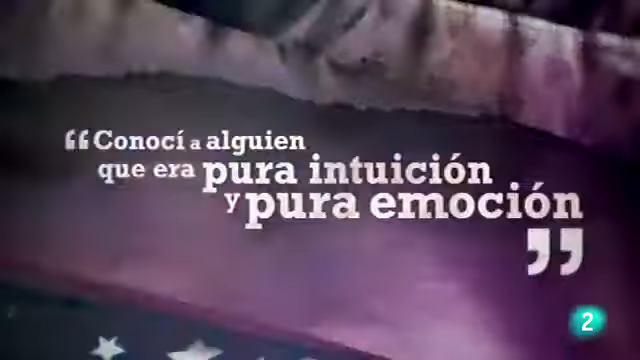 “Conocí a alguien
que era pura intuición
y pura emoción
”
2